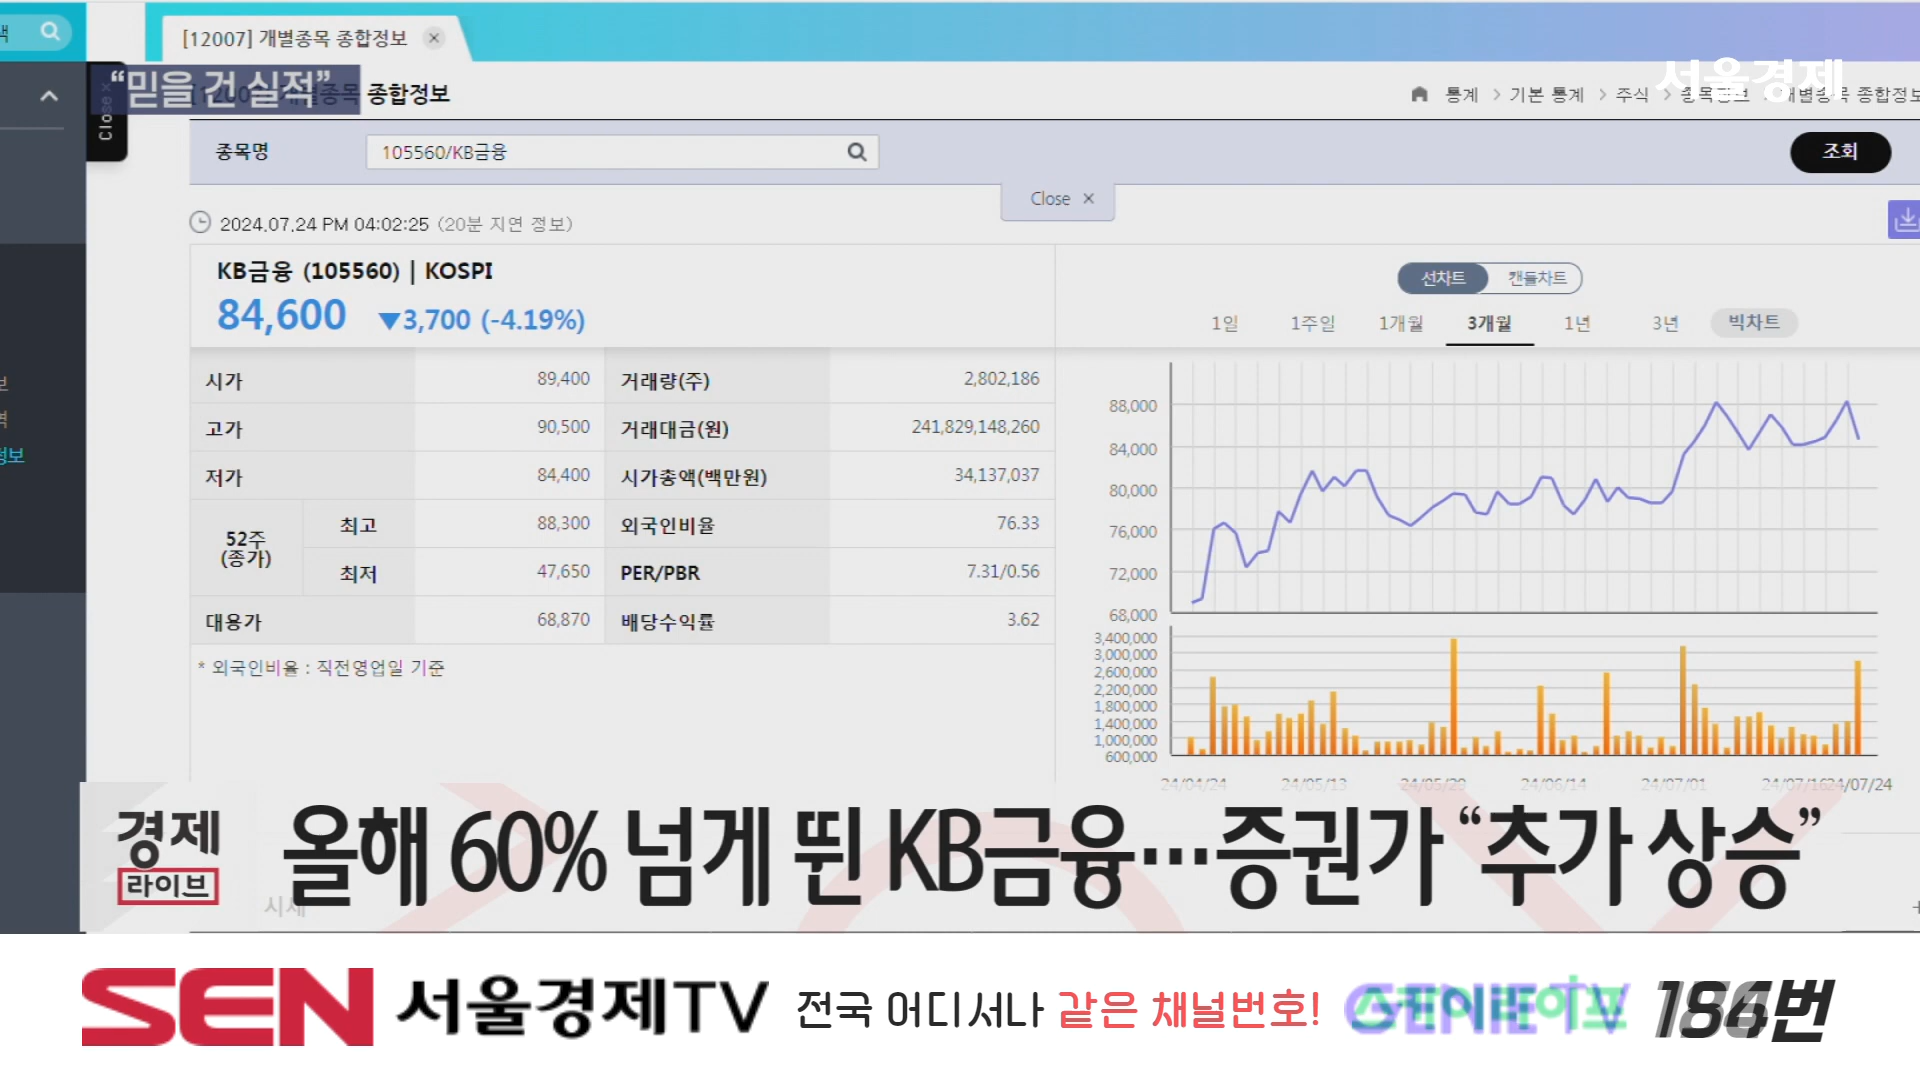 색
[12007] 개별종목 종합정보 ×
“믿을 건 실적”
종합정보
통계 > 기본 통계 > 주식 > 종목정보 > 개별종목 종합정보
서울경제
Close ×
종목명
105560/KB금융
조회
Close ×
2024.07.24 PM 04:02:25 (20분 지연 정보)
KB금융 (105560) | KOSPI
84,600 ▼3,700 (-4.19%)
시가 89,400 거래량(주) 2,802,186
고가 90,500 거래대금(원) 241,829,148,260
저가 84,400 시가총액(백만원) 34,137,037
52주 (종가) 최고 88,300 외국인비율 76.33
최저 47,650 PER/PBR 7.31/0.56
대용가 68,870 배당수익률 3.62
* 외국인비율 : 직전영업일 기준
선차트 캔들차트
1일 1주일 1개월 3개월 1년 3년 빅차트
88,000
84,000
80,000
76,000
72,000
68,000
3,400,000
3,000,000
2,600,000
2,200,000
1,800,000
1,400,000
1,000,000
600,000
24/04/24 24/05/13 24/05/29 24/06/14 24/07/01 24/07/16 24/07/24
정보
시세
경제
라이브
올해 60% 넘게 뛴 KB금융…증권가 “추가 상승”
SEN 서울경제TV 전국 어디서나 같은 채널번호!
번